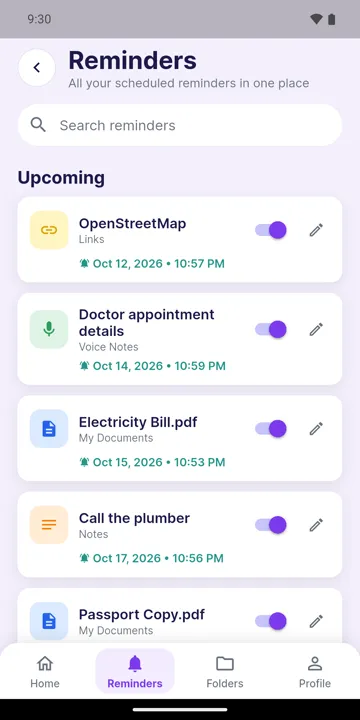 9:30
Reminders
All your scheduled reminders in one place
Search reminders
Upcoming
OpenStreetMap
Links
Oct 12, 2026 • 10:57 PM
Doctor appointment
details
Voice Notes
Oct 14, 2026 • 10:59 PM
Electricity Bill.pdf
My Documents
Oct 15, 2026 • 10:53 PM
Call the plumber
Notes
Oct 17, 2026 • 10:56 PM
Passport Copy.pdf
My Documents
Home
Reminders
Folders
Profile